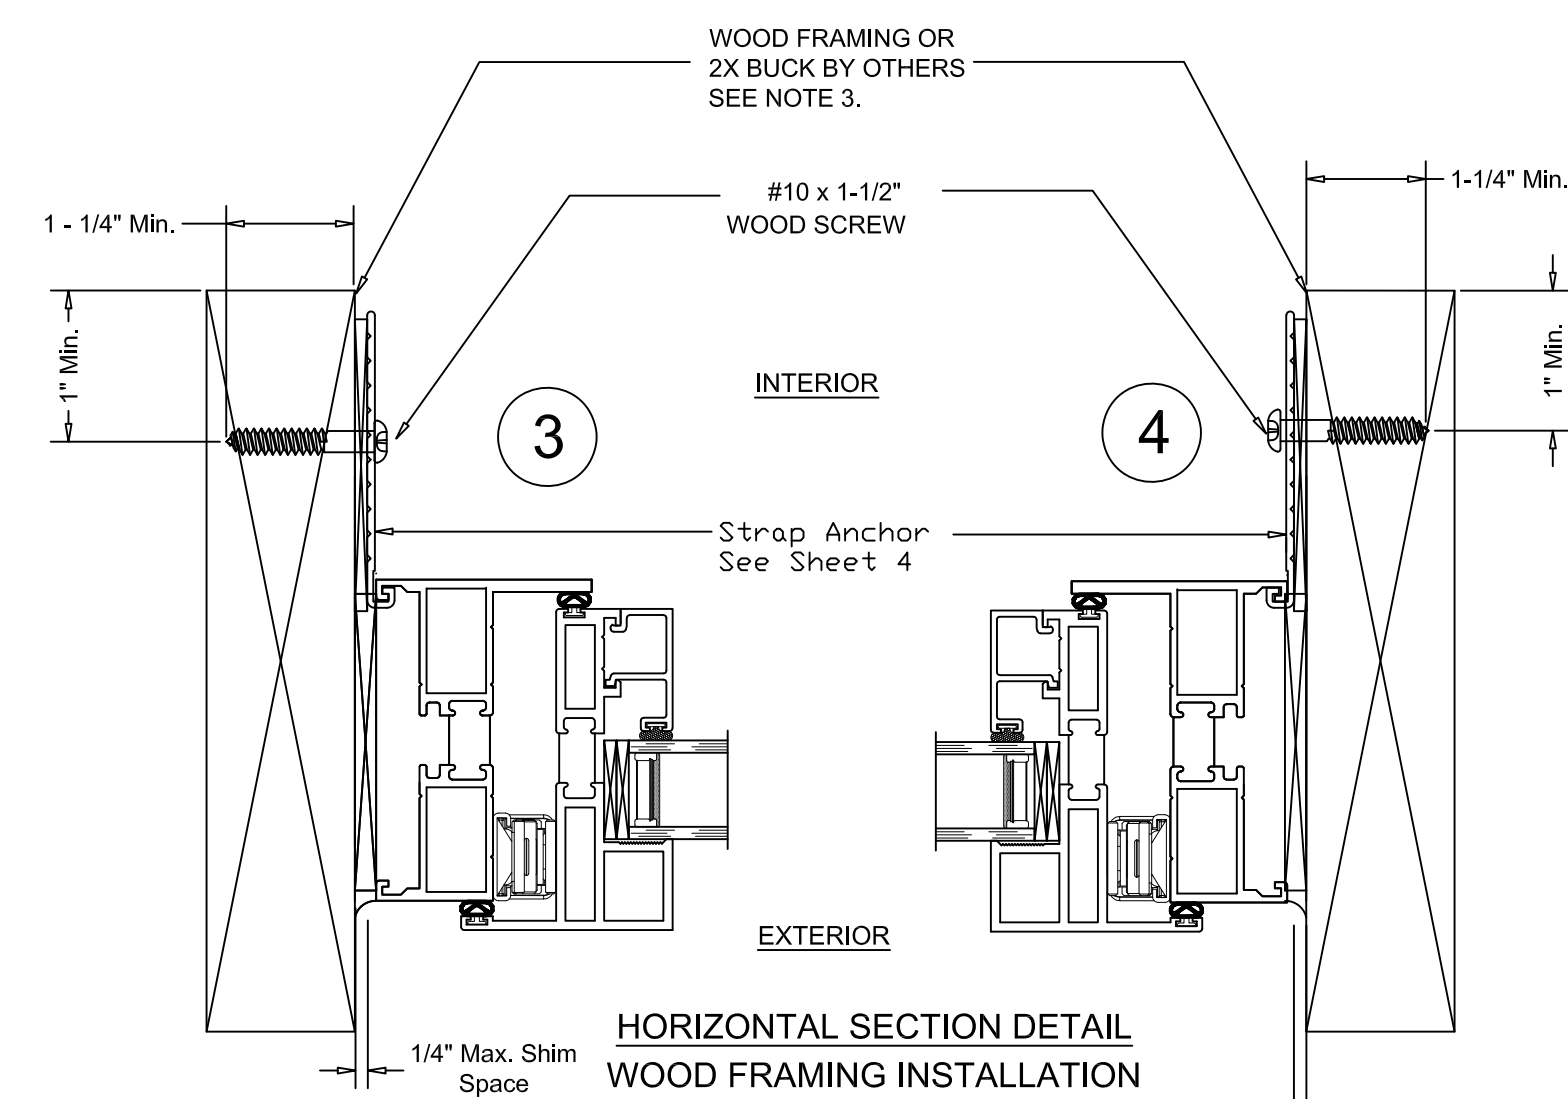 WOOD FRAMING OR
2X BUCK BY OTHERS
SEE NOTE 3.
#10 x 1-1/2"
WOOD SCREW
1 - 1/4" Min.
1-1/4" Min.
1" Min.
1" Min.
INTERIOR
3
4
Strap Anchor
See Sheet 4
EXTERIOR
HORIZONTAL SECTION DETAIL
WOOD FRAMING INSTALLATION
1/4" Max. Shim
Space